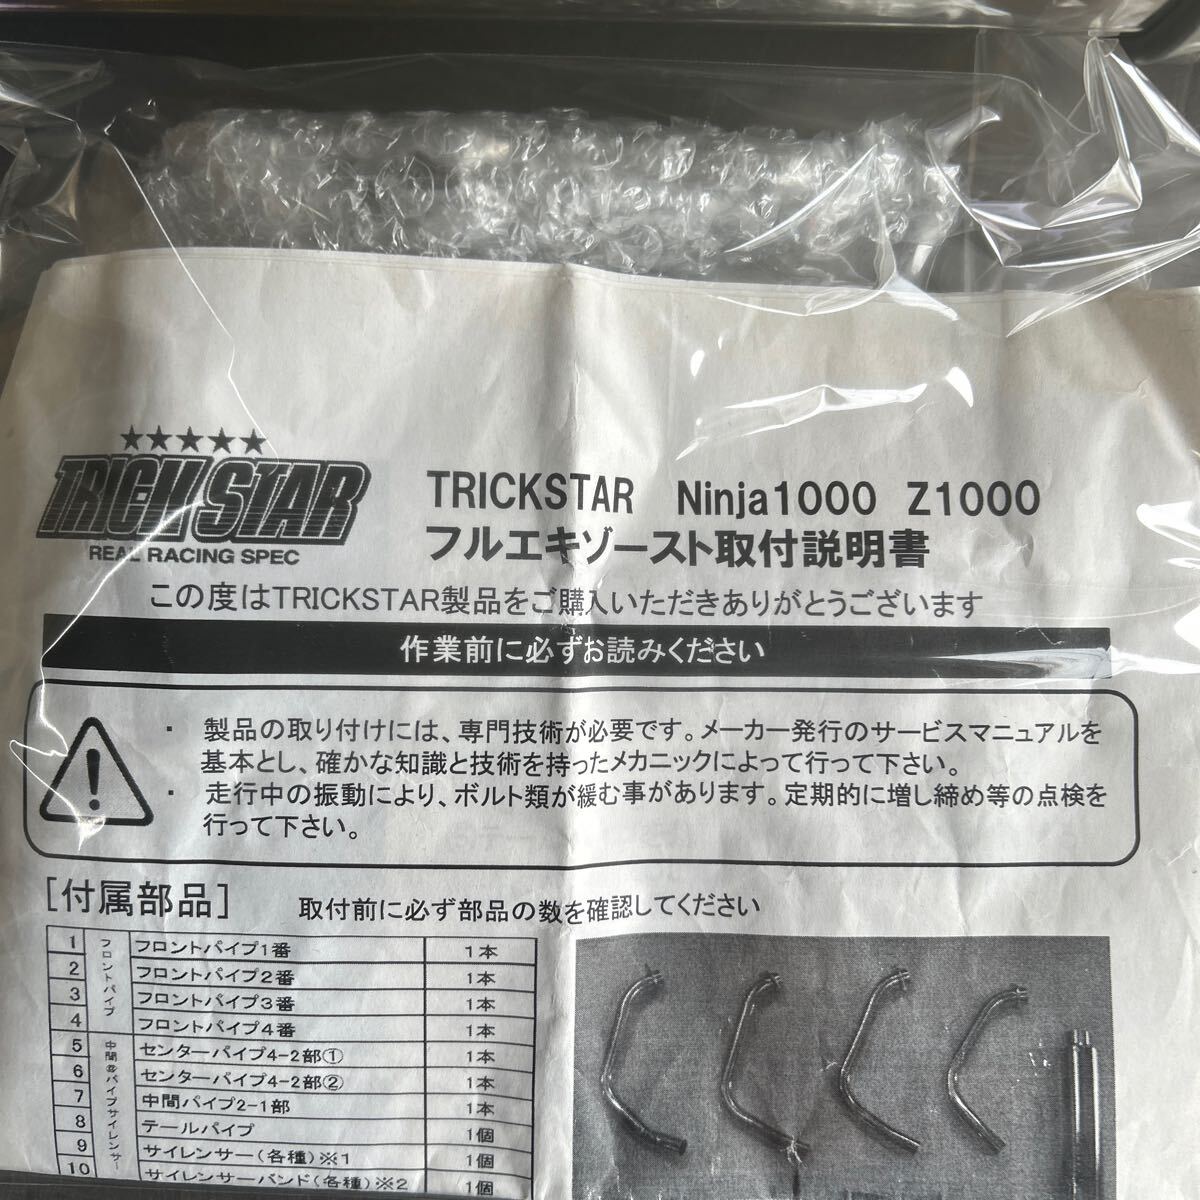 TRICK STAR
REAL RACING SPEC
TRICKSTAR Ninja1000 Z1000
フルエキゾースト取付説明書
この度はTRICKSTAR製品をご購入いただきありがとうございます
作業前に必ずお読みください
・ 製品の取り付けには、専門技術が必要です。メーカー発行のサービスマニュアルを
基本とし、確かな知識と技術を持ったメカニックによって行って下さい。
・ 走行中の振動により、ボルト類が緩む事があります。定期的に増し締め等の点検を
行って下さい。
[付属部品] 取付前に必ず部品の数を確認してください
フロントパイプ
1 フロントパイプ1番 1本
2 フロントパイプ2番 1本
3 フロントパイプ3番 1本
4 フロントパイプ4番 1本
5 センターパイプ4-2部① 1本
6 センターパイプ4-2部② 1本
7 中間パイプ2-1部 1本
8 テールパイプ 1個
9 サイレンサー(各種)※1 1個
10 サイレンサーバンド(各種)※2 1個